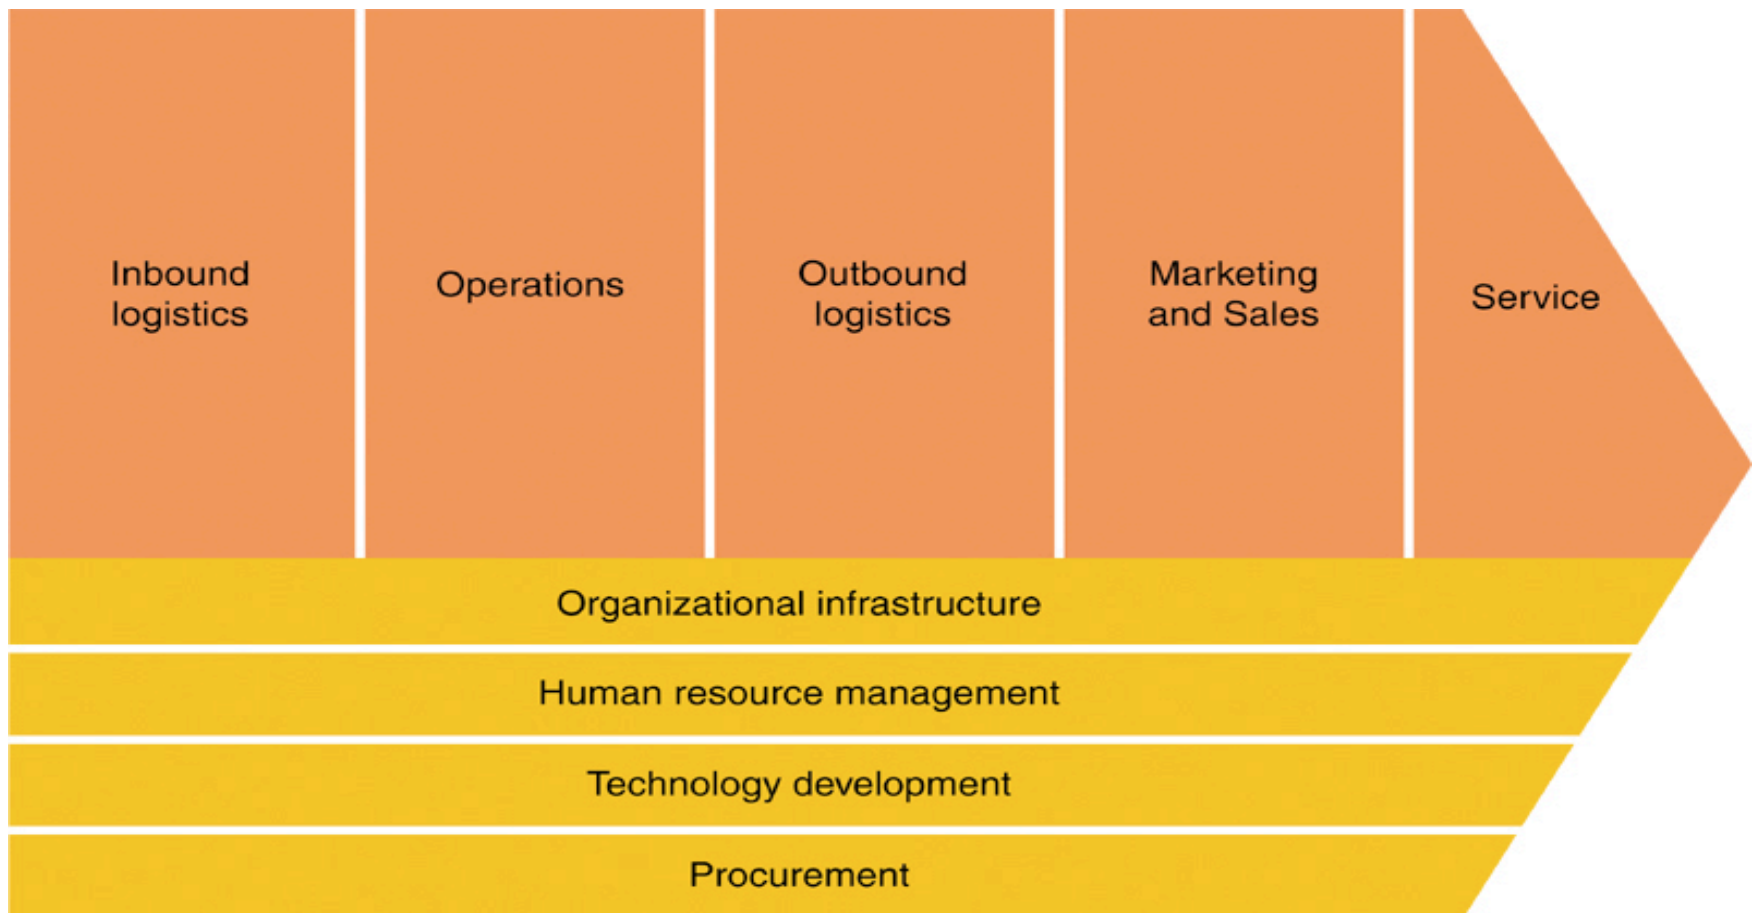 Inbound
logistics
Operations
Outbound
logistics
Marketing
and Sales
Service
Organizational infrastructure
Human resource management
Technology development
Procurement